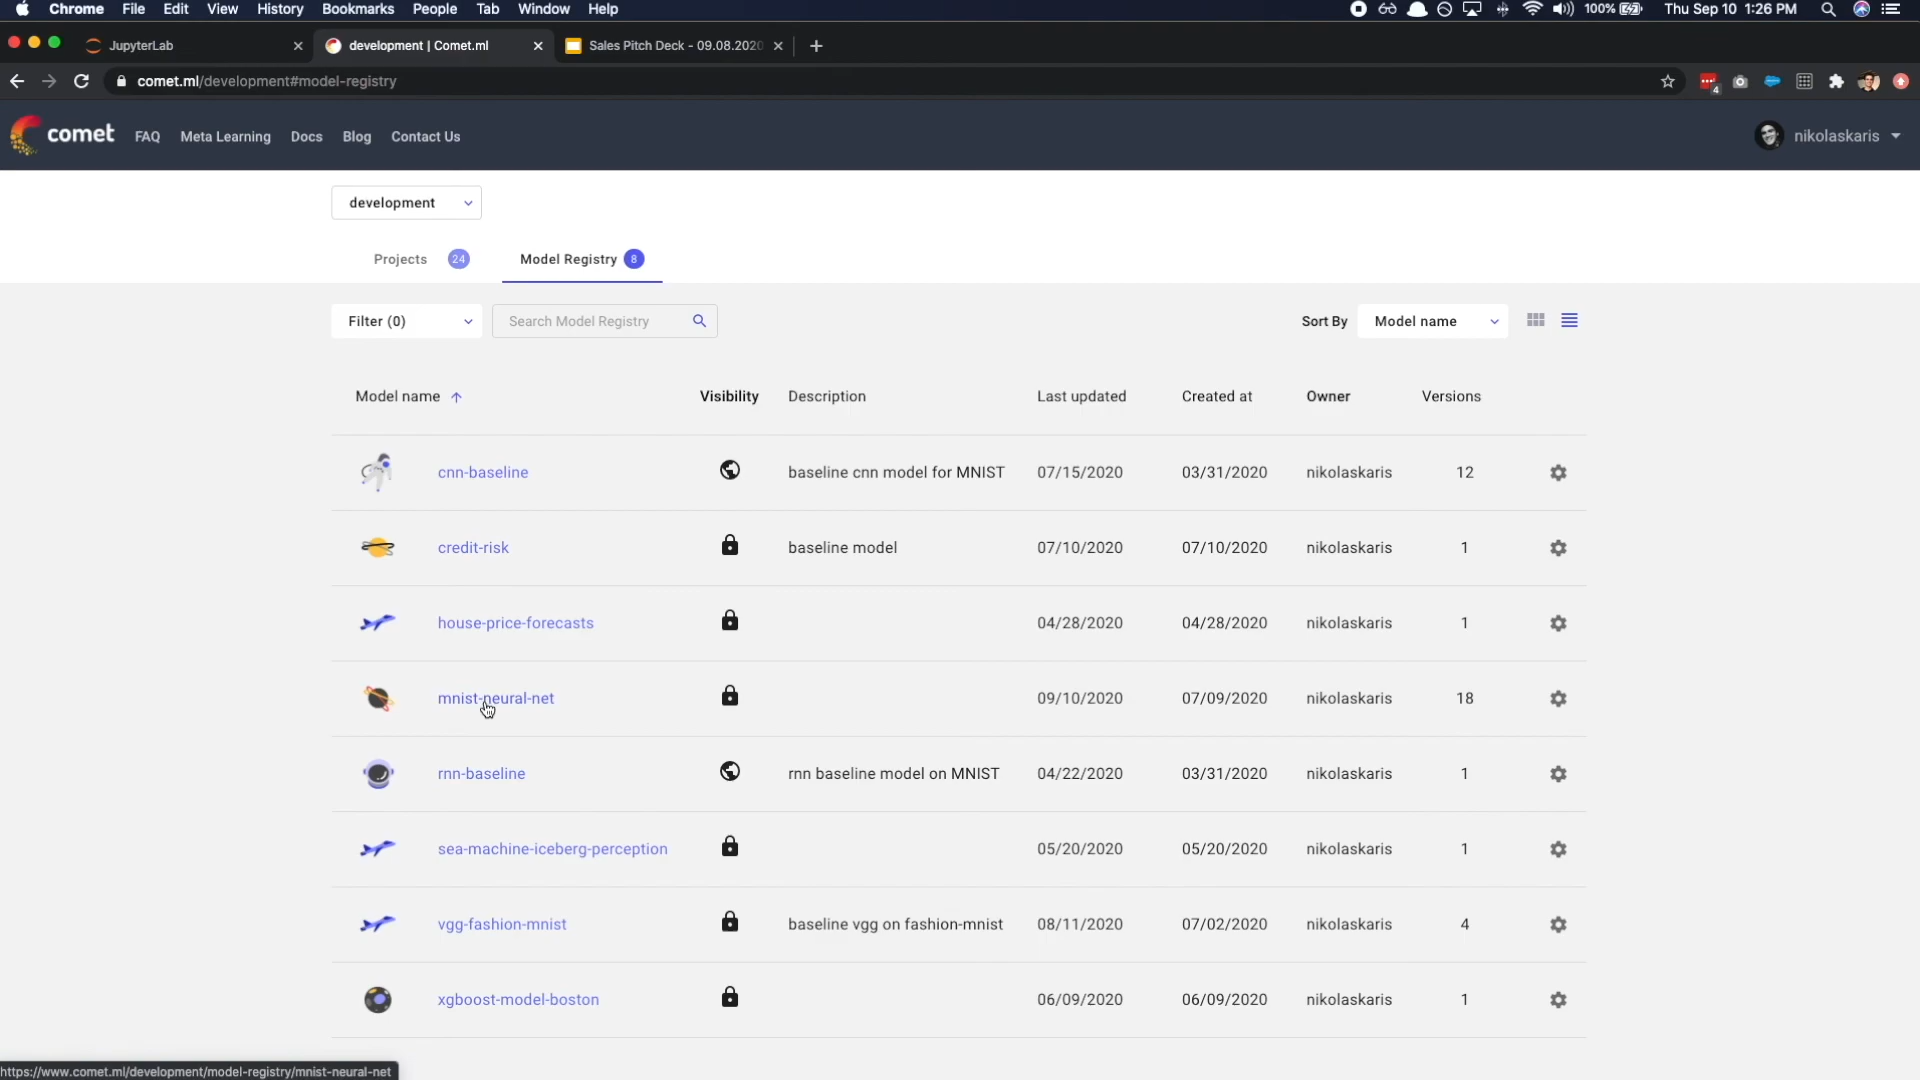 Chrome File Edit View History Bookmarks People Tab Window Help 100% Thu Sep 10 1:26 PM
JupyterLab development | Comet.ml Sales Pitch Deck - 09.08.2020
comet.ml/development#model-registry 4
comet FAQ Meta Learning Docs Blog Contact Us nikolaskaris
development
Projects 24 Model Registry 8
Filter (0) Search Model Registry Sort By Model name
Model name Visibility Description Last updated Created at Owner Versions
cnn-baseline baseline cnn model for MNIST 07/15/2020 03/31/2020 nikolaskaris 12
credit-risk baseline model 07/10/2020 07/10/2020 nikolaskaris 1
house-price-forecasts 04/28/2020 04/28/2020 nikolaskaris 1
mnist-neural-net 09/10/2020 07/09/2020 nikolaskaris 18
rnn-baseline rnn baseline model on MNIST 04/22/2020 03/31/2020 nikolaskaris 1
sea-machine-iceberg-perception 05/20/2020 05/20/2020 nikolaskaris 1
vgg-fashion-mnist baseline vgg on fashion-mnist 08/11/2020 07/02/2020 nikolaskaris 4
xgboost-model-boston 06/09/2020 06/09/2020 nikolaskaris 1
https://www.comet.ml/development/model-registry/mnist-neural-net